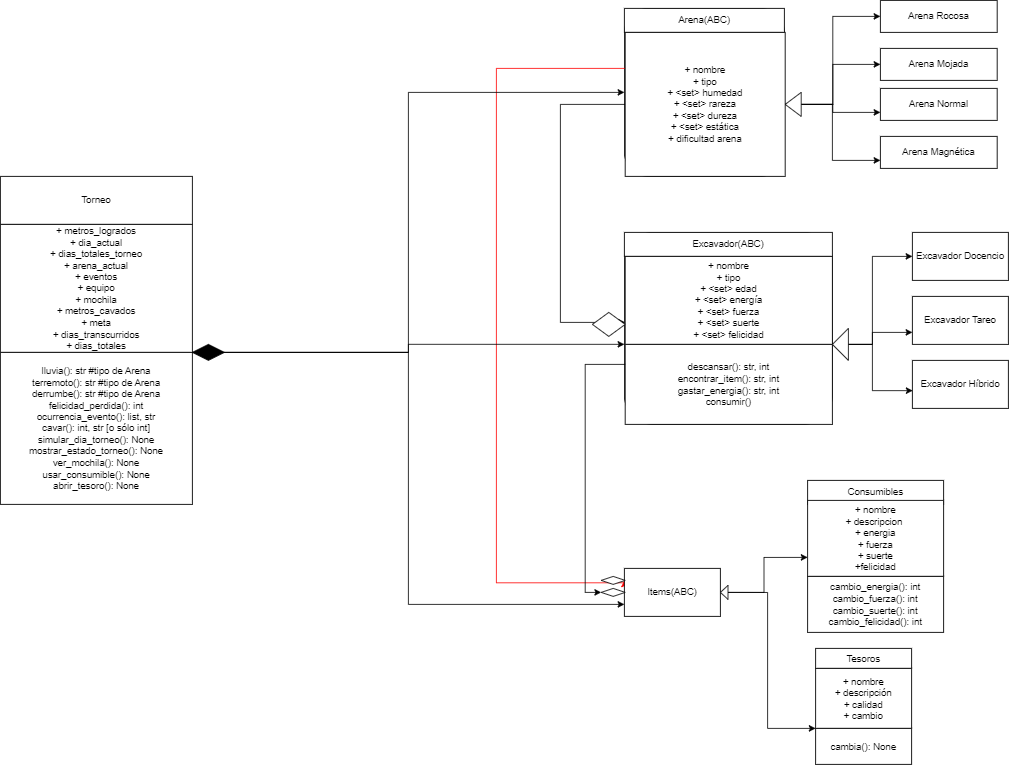 Arena(ABC)
+ nombre
+ tipo
+ <set> humedad
+ <set> rareza
+ <set> dureza
+ <set> estática
+ dificultad arena
Arena Rocosa
Arena Mojada
Arena Normal
Arena Magnética
Torneo
+ metros_logrados
+ dia_actual
+ dias_totales_torneo
+ arena_actual
+ eventos
+ equipo
+ mochila
+ metros_cavados
+ meta
+ dias_transcurridos
+ dias_totales
lluvia(): str #tipo de Arena
terremoto(): str #tipo de Arena
derrumbe(): str #tipo de Arena
felicidad_perdida(): int
ocurrencia_evento(): list, str
cavar(): int, str [o sólo int]
simular_dia_torneo(): None
mostrar_estado_torneo(): None
ver_mochila(): None
usar_consumible(): None
abrir_tesoro(): None
Excavador(ABC)
+ nombre
+ tipo
+ <set> edad
+ <set> energía
+ <set> fuerza
+ <set> suerte
+ <set> felicidad
descansar(): str, int
encontrar_item(): str, int
gastar_energia(): str, int
consumir()
Excavador Docencio
Excavador Tareo
Excavador Híbrido
Items(ABC)
Consumibles
+ nombre
+ descripcion
+ energia
+ fuerza
+ suerte
+felicidad
cambio_energia(): int
cambio_fuerza(): int
cambio_suerte(): int
cambio_felicidad(): int
Tesoros
+ nombre
+ descripción
+ calidad
+ cambio
cambia(): None